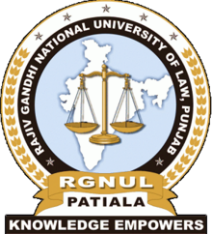 RAJIV GANDHI NATIONAL UNIVERSITY OF LAW, PUNJAB
RGNUL
PATIALA
KNOWLEDGE EMPOWERS